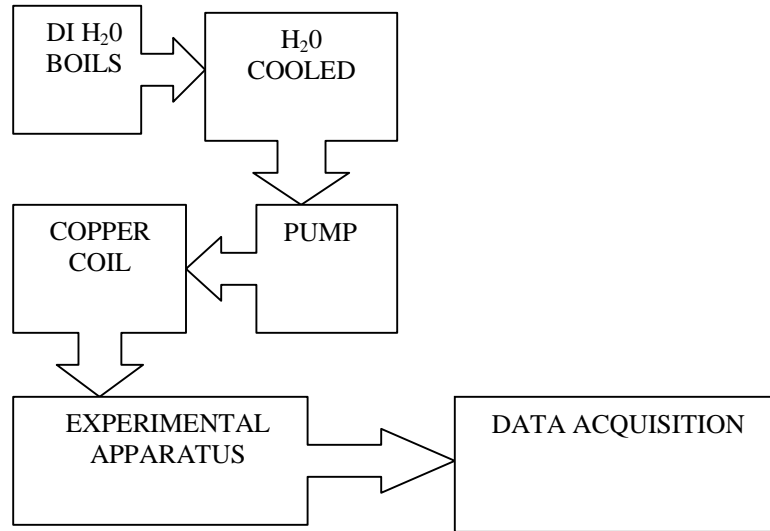 DI H₂0
BOILS
H₂0
COOLED
COPPER
COIL
PUMP
EXPERIMENTAL
APPARATUS
DATA ACQUISITION